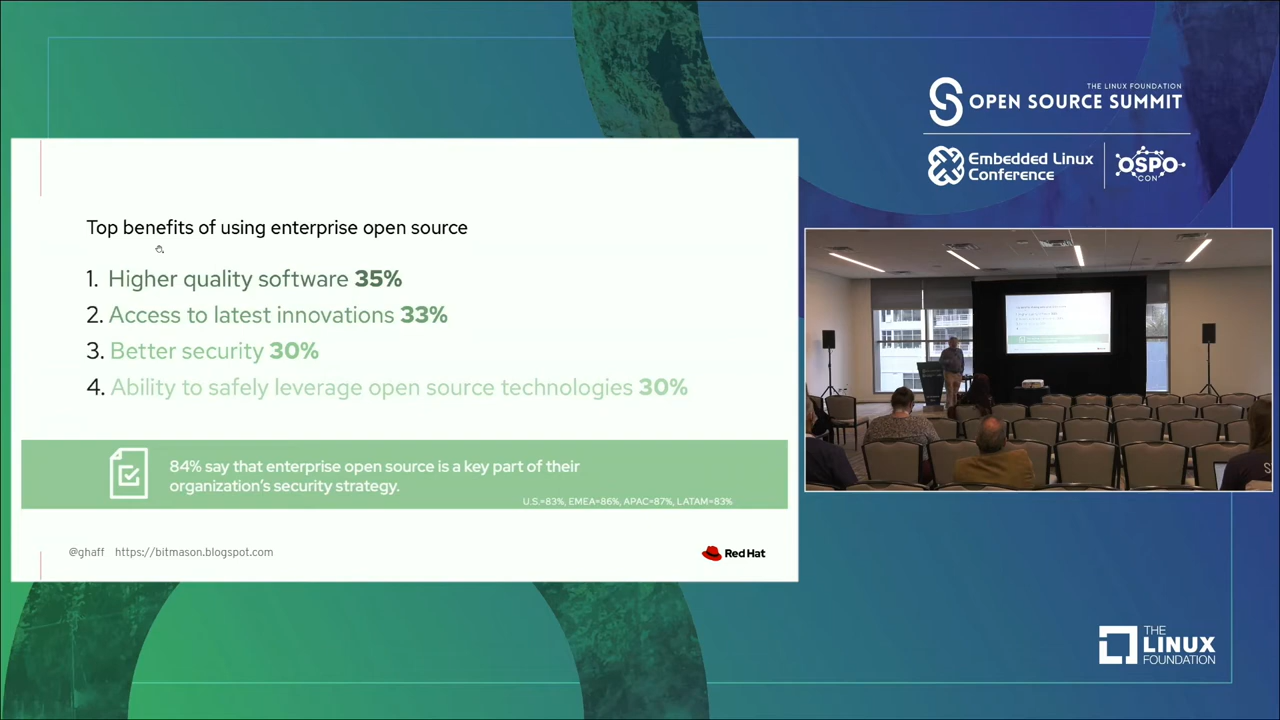 THE LINUX FOUNDATION
OPEN SOURCE SUMMIT
Embedded Linux
Conference
OSPO
CON
Top benefits of using enterprise open source
1. Higher quality software 35%
2. Access to latest innovations 33%
3. Better security 30%
4. Ability to safely leverage open source technologies 30%
84% say that enterprise open source is a key part of their
organization's security strategy.
U.S.=83%, EMEA=86%, APAC=87%, LATAM=83%
@ghaff https://bitmason.blogspot.com
Red Hat
THE
LINUX
FOUNDATION